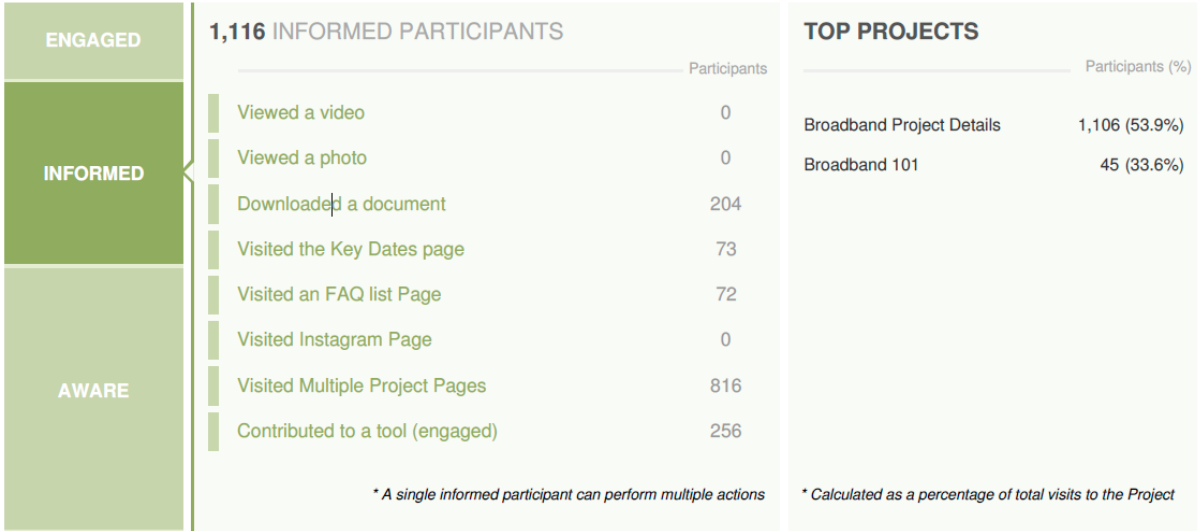 ENGAGED
INFORMED
AWARE
1,116 INFORMED PARTICIPANTS
Participants
Viewed a video 0
Viewed a photo 0
Downloaded a document 204
Visited the Key Dates page 73
Visited an FAQ list Page 72
Visited Instagram Page 0
Visited Multiple Project Pages 816
Contributed to a tool (engaged) 256
* A single informed participant can perform multiple actions
TOP PROJECTS
Participants (%)
Broadband Project Details 1,106 (53.9%)
Broadband 101 45 (33.6%)
* Calculated as a percentage of total visits to the Project